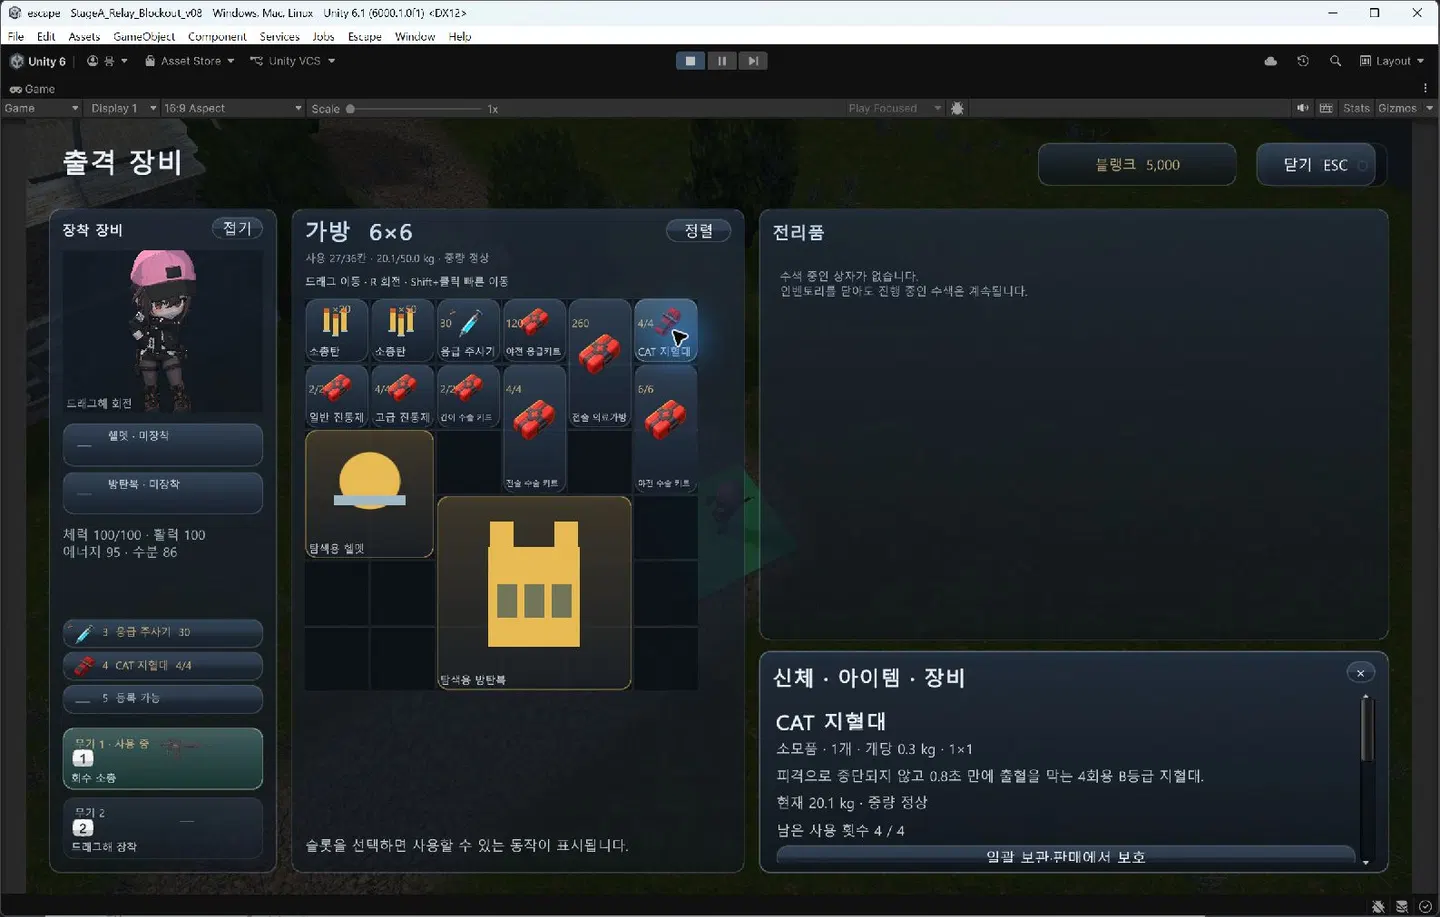 escape - StageA_Relay_Blockout_v08 - Windows, Mac, Linux - Unity 6.1 (6000.1.0f1) <DX12>
File Edit Assets GameObject Component Services Jobs Escape Window Help
Unity 6 Asset Store Unity VCS Layout
Game
Game Display 1 16:9 Aspect Scale 1x Play Focused Stats Gizmos
출격 장비
블랭크 5,000
닫기 ESC
장착 장비
접기
드래그해 회전
헬멧 · 미장착
방탄복 · 미장착
체력 100/100 · 활력 100
에너지 95 · 수분 86
3 응급 주사기 30
4 CAT 지혈대 4/4
5 등록 가능
무기 1 · 사용 중
1
회수 소총
무기 2
2
드래그해 장착
가방 6×6
정렬
사용 27/36칸 · 20.1/50.0 kg · 중량 정상
드래그 이동 · R 회전 · Shift+클릭 빠른 이동
소총탄
소총탄
30
응급 주사기
120
야전 응급키트
260
전술 의료가방
4/4
CAT 지혈대
2/2
일반 진통제
4/4
고급 진통제
2/2
간이 수술 키트
4/4
전술 수술 키트
6/6
야전 수술 키트
탐색용 헬멧
탐색용 방탄복
슬롯을 선택하면 사용할 수 있는 동작이 표시됩니다.
전리품
수색 중인 상자가 없습니다.
인벤토리를 닫아도 진행 중인 수색은 계속됩니다.
신체 · 아이템 · 장비
×
CAT 지혈대
소모품 · 1개 · 개당 0.3 kg · 1×1
피격으로 중단되지 않고 0.8초 만에 출혈을 막는 4회용 B등급 지혈대.
현재 20.1 kg · 중량 정상
남은 사용 횟수 4 / 4
일괄 보관·판매에서 보호